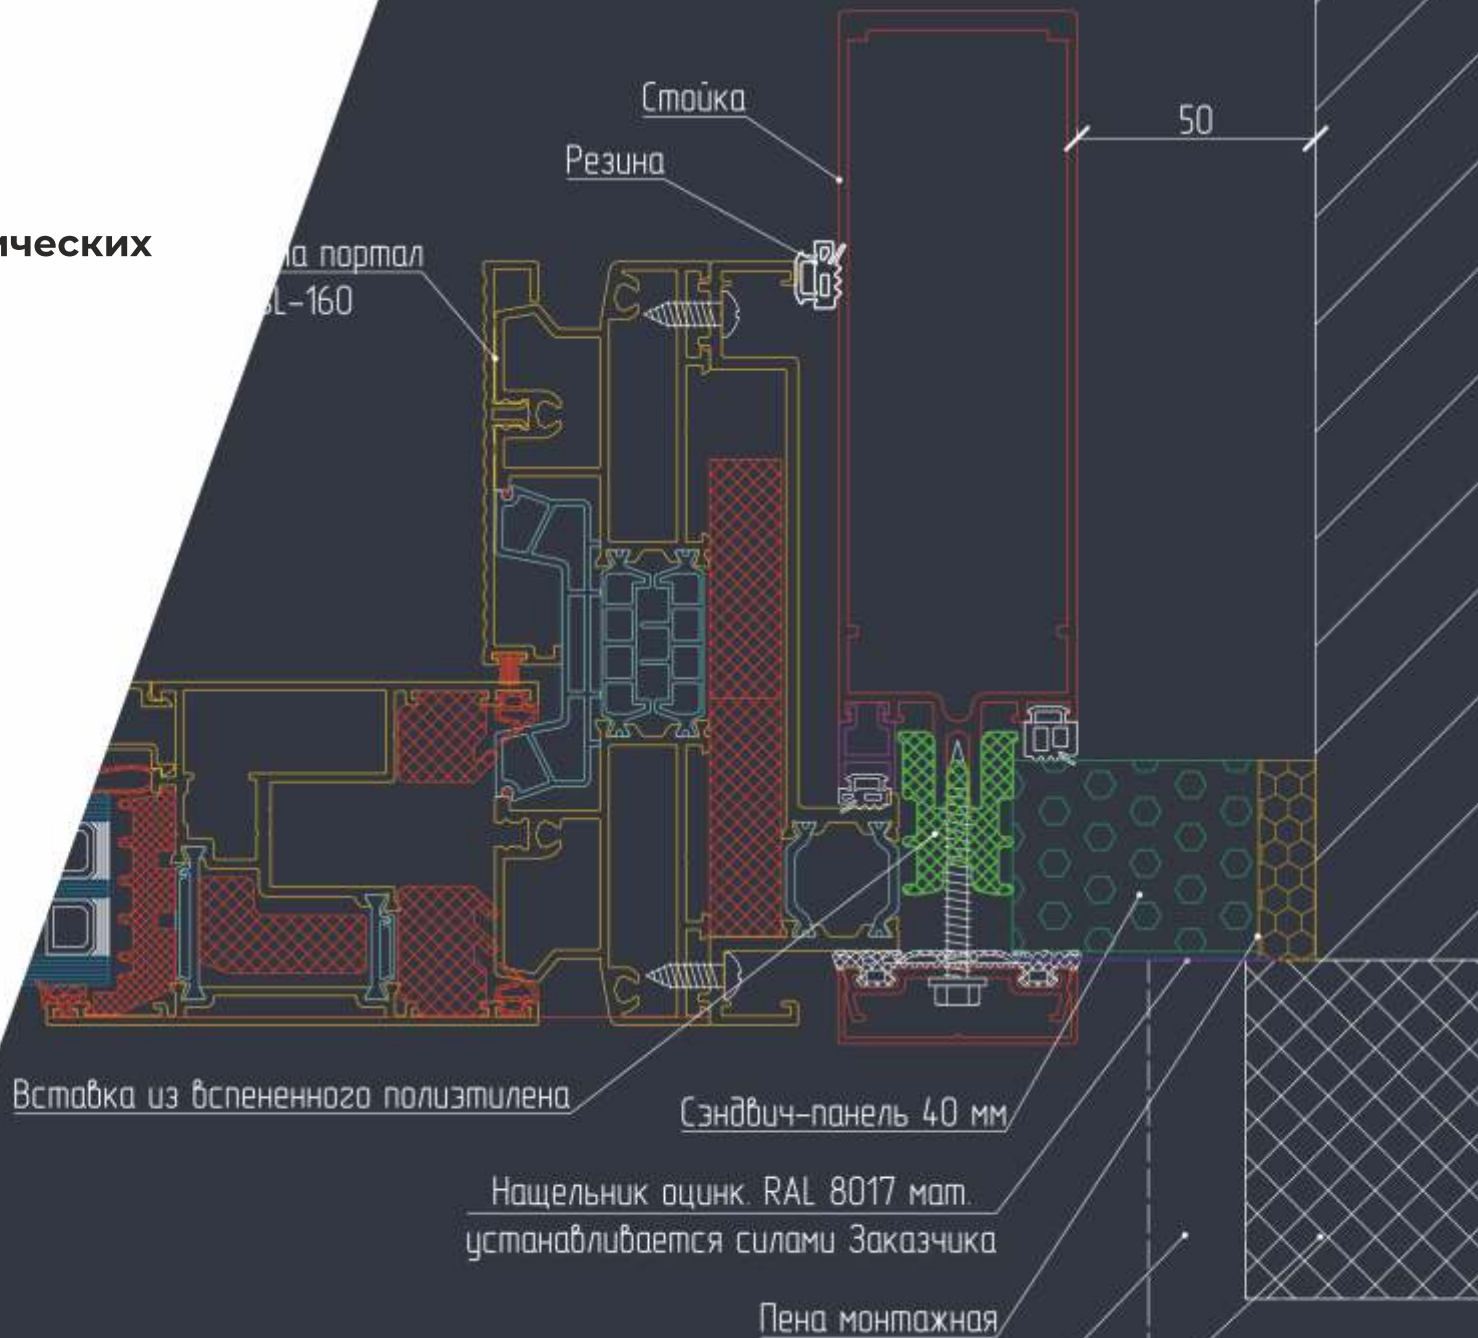 Стойка
50
Резина
ических
на портал
SL-160
Вставка из вспененного полиэтилена
Сэндвич-панель 40 мм
Нащельник оцинк. RAL 8017 мат.
устанавливается силами Заказчика
Пена монтажная